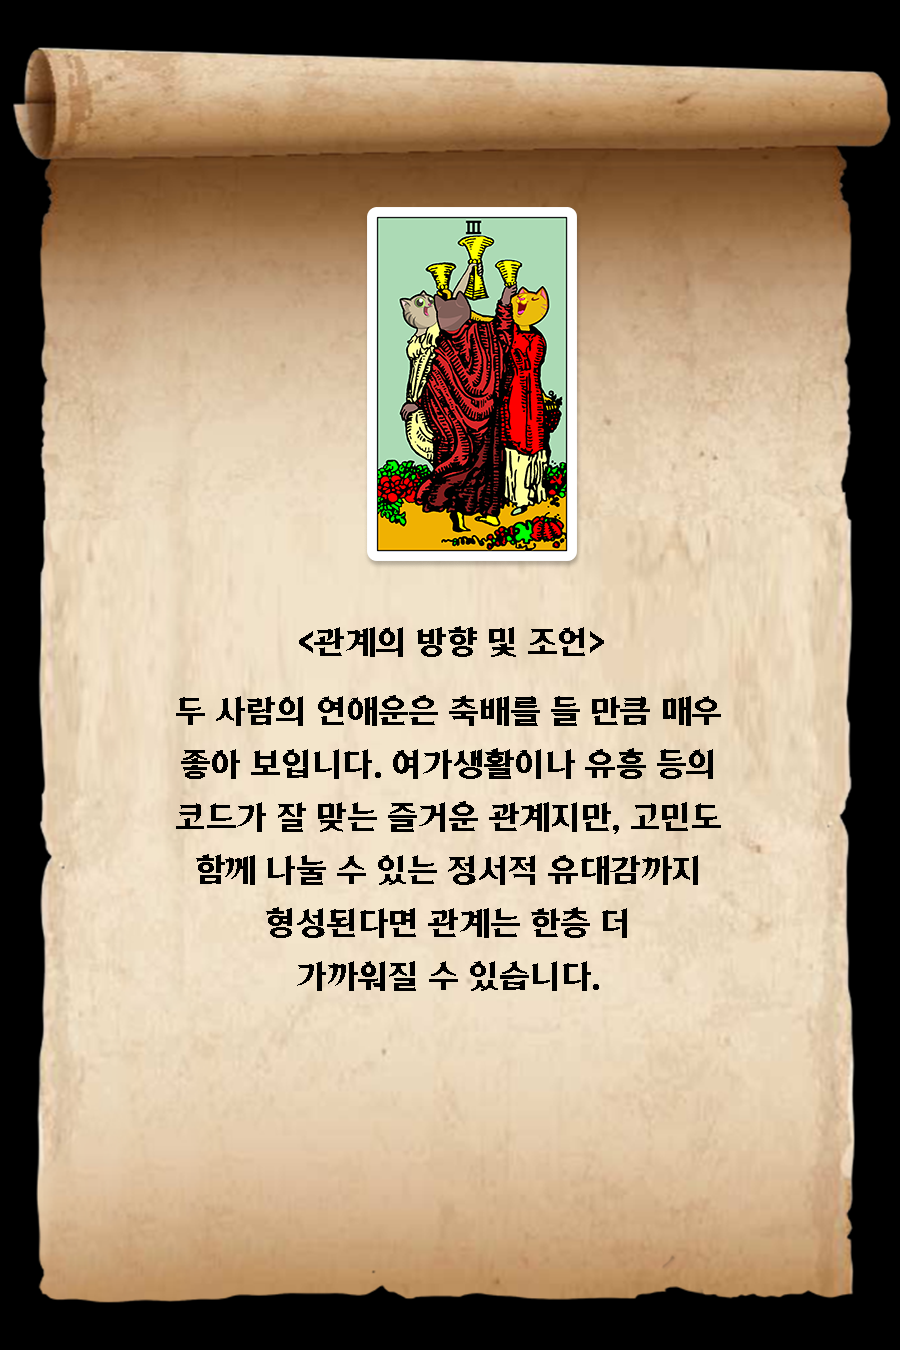 III
<관계의 방향 및 조언>
두 사람의 연애운은 축배를 들 만큼 매우
좋아 보입니다. 여가생활이나 유흥 등의
코드가 잘 맞는 즐거운 관계지만, 고민도
함께 나눌 수 있는 정서적 유대감까지
형성된다면 관계는 한층 더
가까워질 수 있습니다.